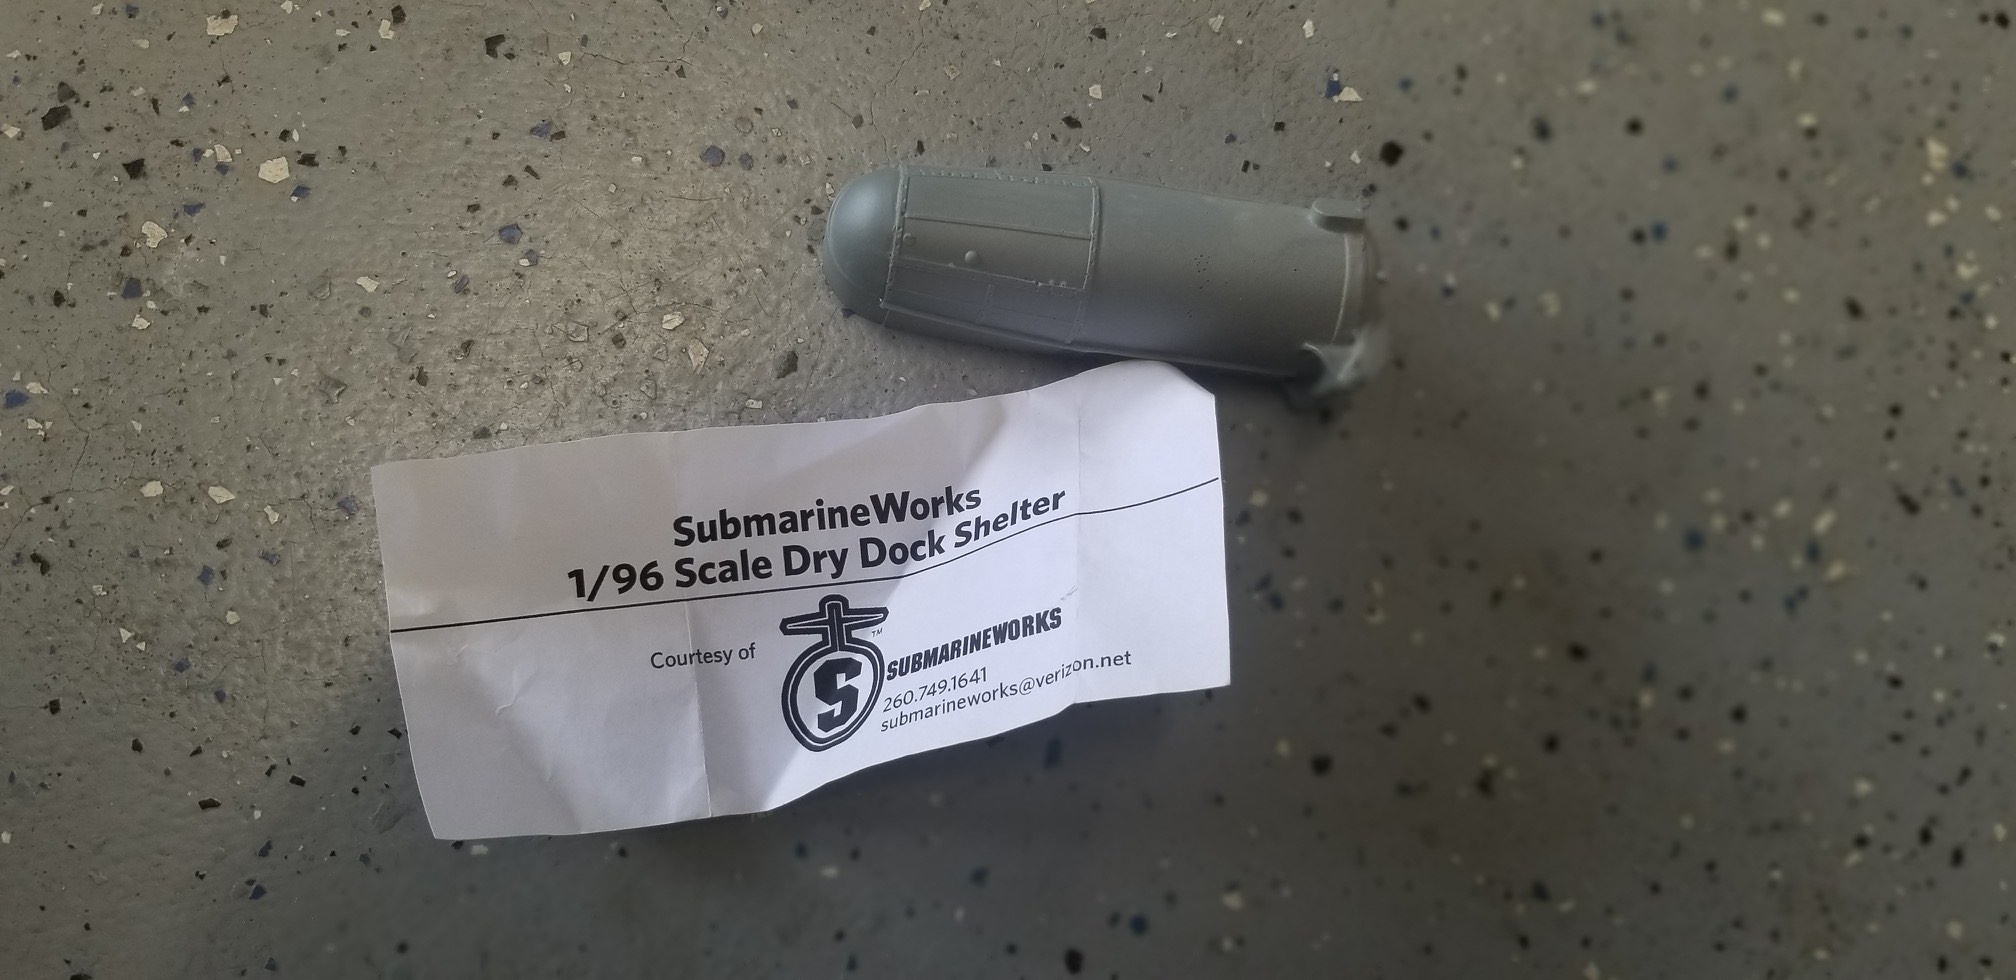 SubmarineWorks
1/96 Scale Dry Dock Shelter
Courtesy of
S
TM
SUBMARINEWORKS
260.749.1641
submarineworks@verizon.net